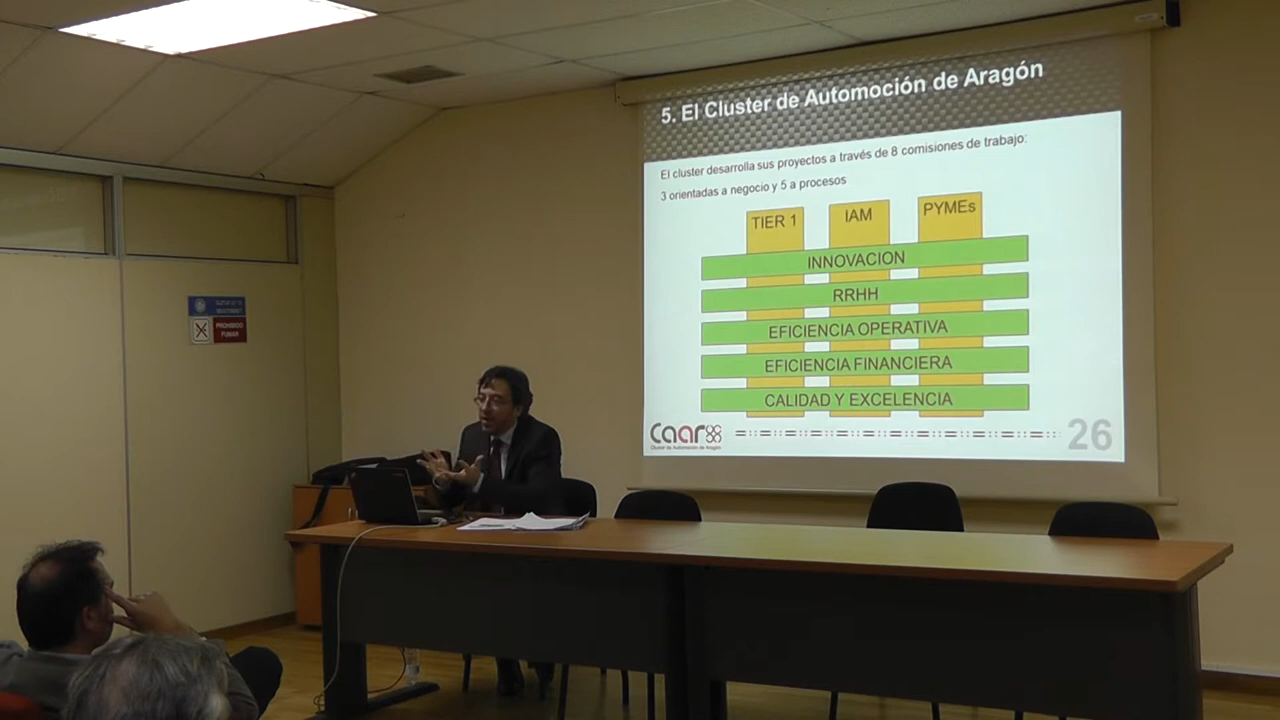 5. El Cluster de Automoción de Aragón
El cluster desarrolla sus proyectos a través de 8 comisiones de trabajo:
3 orientadas a negocio y 5 a procesos
TIER 1
IAM
PYMEs
INNOVACION
RRHH
EFICIENCIA OPERATIVA
EFICIENCIA FINANCIERA
CALIDAD Y EXCELENCIA
caar
Cluster de Automoción de Aragón
26
PROHIBIDO
FUMAR